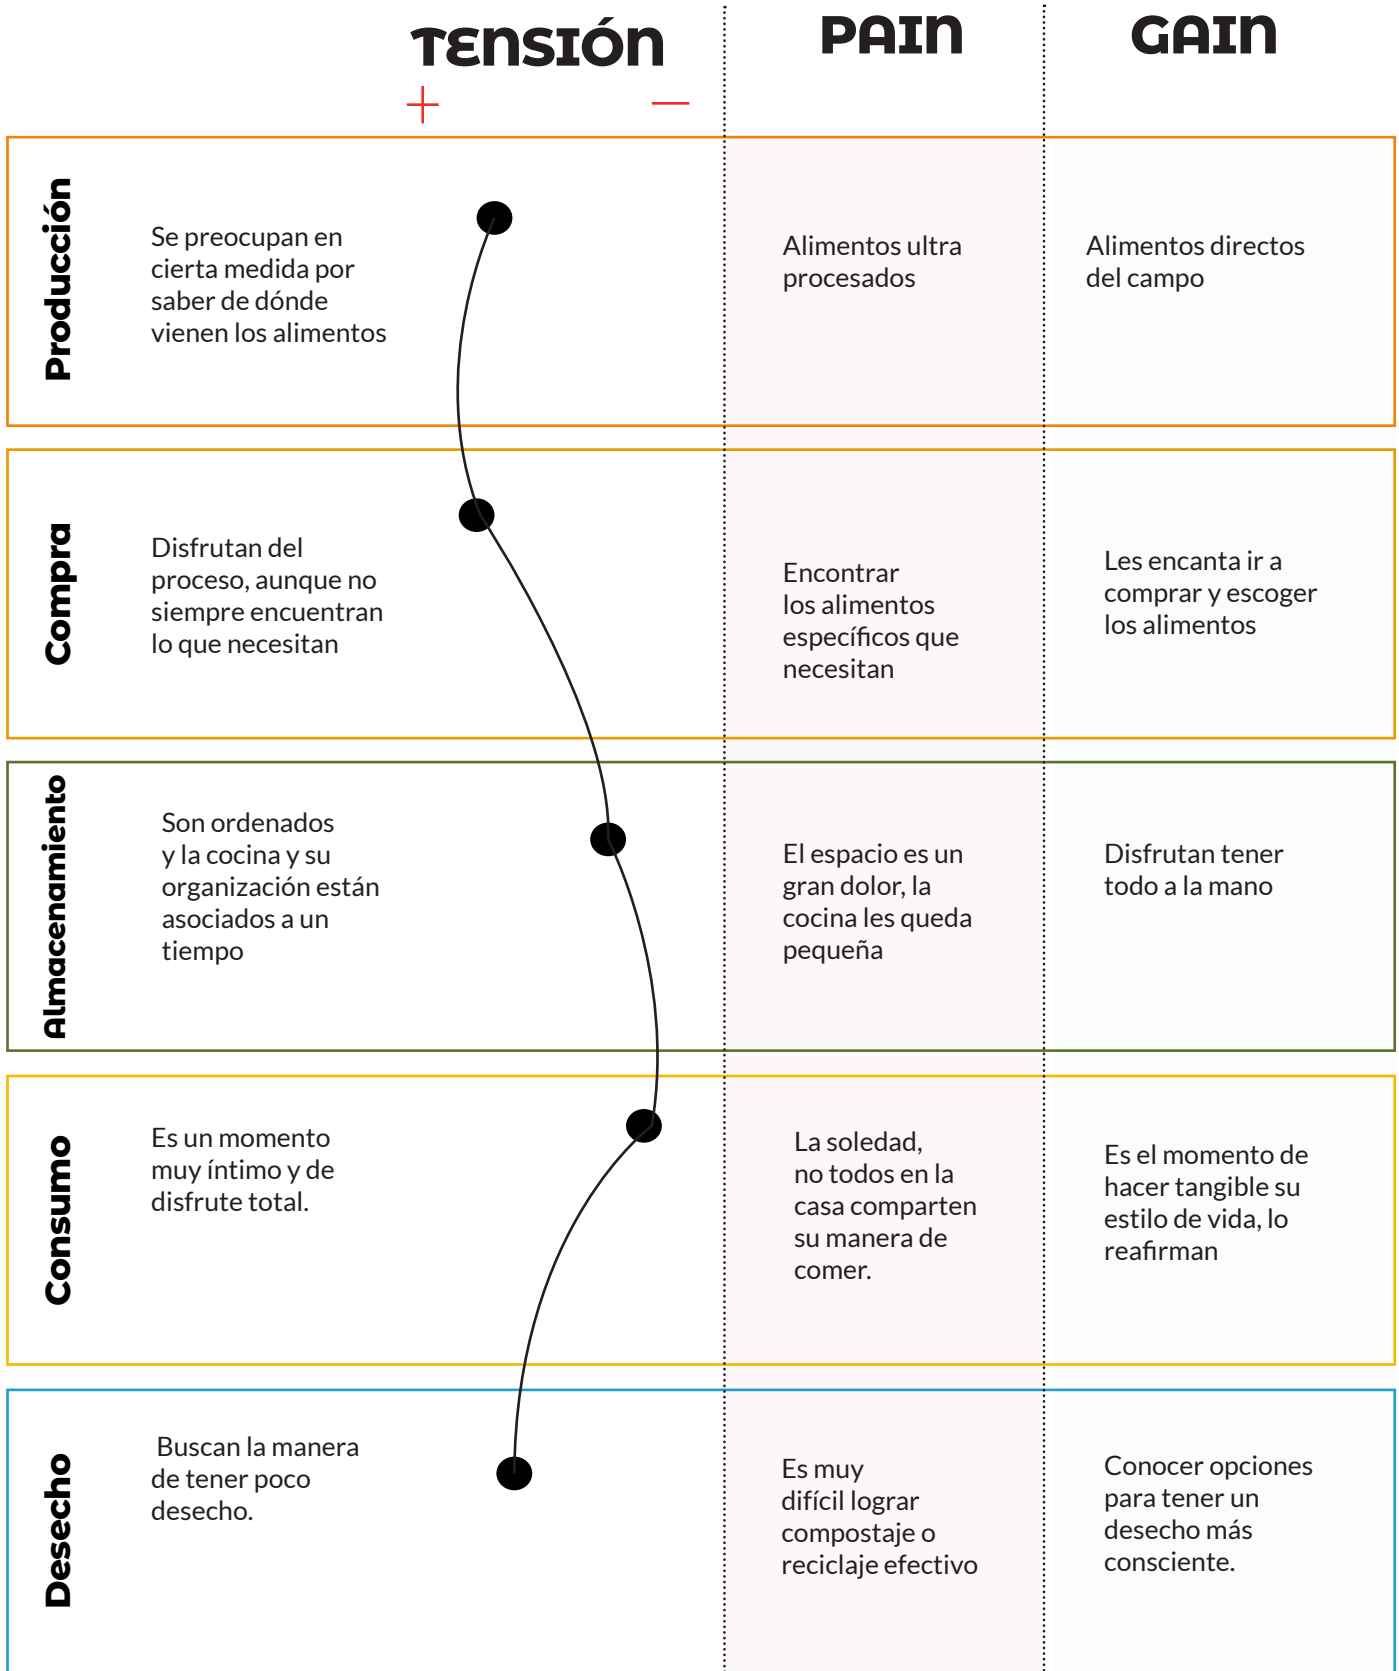 TENSIÓN
PAIN
GAIN
+
—
Producción
Se preocupan en
cierta medida por
saber de dónde
vienen los alimentos
Alimentos ultra
procesados
Alimentos directos
del campo
Compra
Disfrutan del
proceso, aunque no
siempre encuentran
lo que necesitan
Encontrar
los alimentos
específicos que
necesitan
Les encanta ir a
comprar y escoger
los alimentos
Almacenamiento
Son ordenados
y la cocina y su
organización están
asociados a un
tiempo
El espacio es un
gran dolor, la
cocina les queda
pequeña
Disfrutan tener
todo a la mano
Consumo
Es un momento
muy íntimo y de
disfrute total.
La soledad,
no todos en la
casa comparten
su manera de
comer.
Es el momento de
hacer tangible su
estilo de vida, lo
reafirman
Desecho
Buscan la manera
de tener poco
desecho.
Es muy
difícil lograr
compostaje o
reciclaje efectivo
Conocer opciones
para tener un
desecho más
consciente.